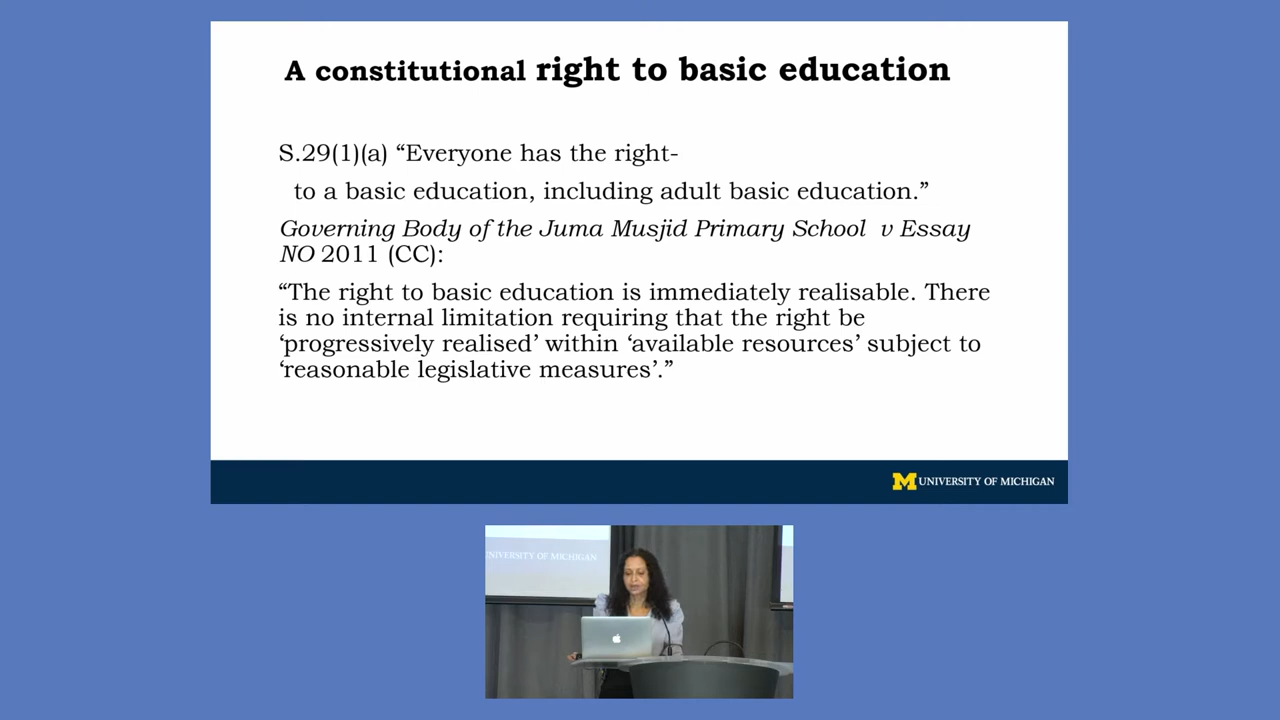 A constitutional right to basic education
S.29(1)(a) “Everyone has the right-
to a basic education, including adult basic education.”
Governing Body of the Juma Musjid Primary School v Essay
NO 2011 (CC):
“The right to basic education is immediately realisable. There
is no internal limitation requiring that the right be
‘progressively realised’ within ‘available resources’ subject to
‘reasonable legislative measures’.”
M UNIVERSITY OF MICHIGAN
UNIVERSITY OF MICHIGAN